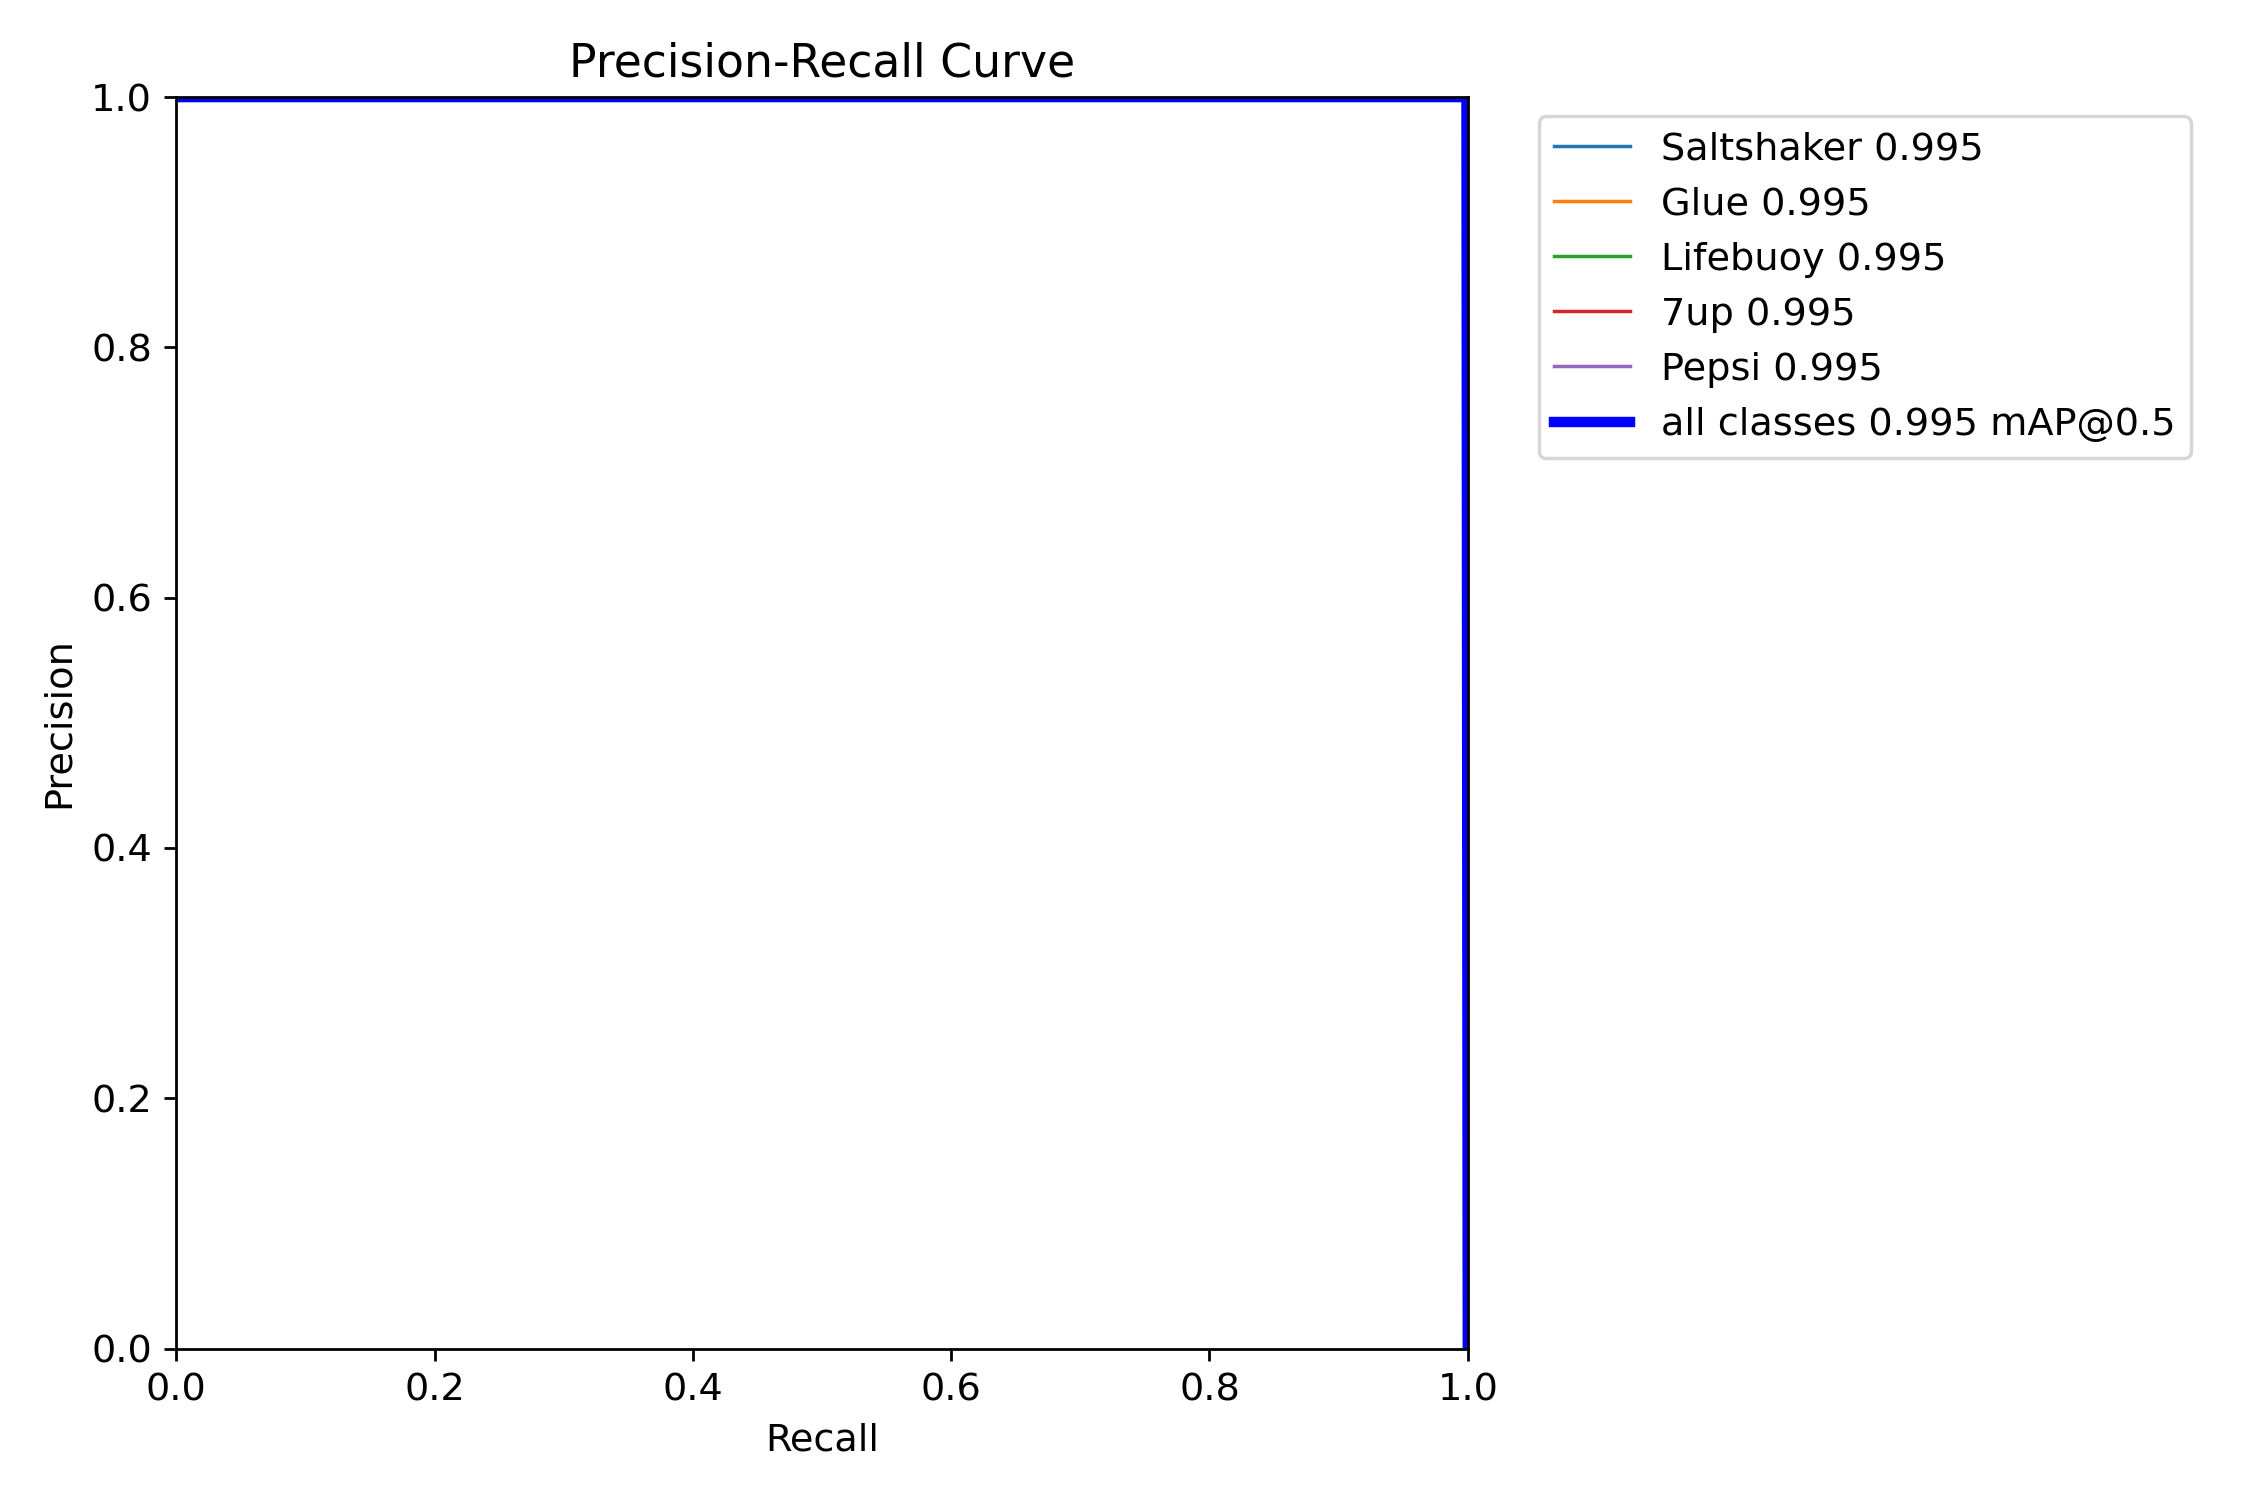 Precision-Recall Curve
1.0
0.8
0.6
0.4
0.2
0.0
Precision
0.0 0.2 0.4 0.6 0.8 1.0
Recall
Saltshaker 0.995
Glue 0.995
Lifebuoy 0.995
7up 0.995
Pepsi 0.995
all classes 0.995 mAP@0.5